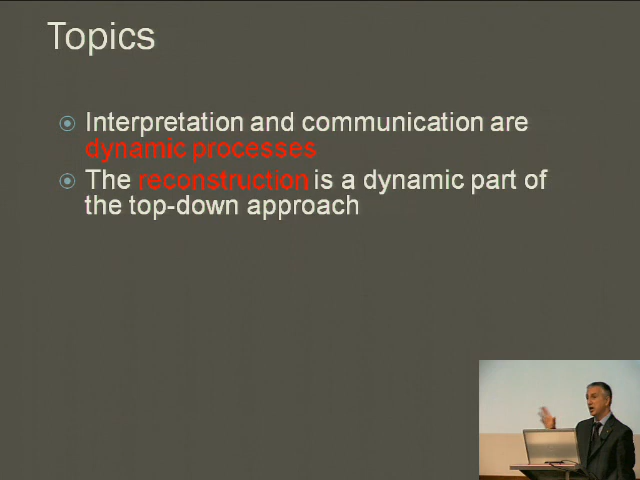 Topics
Interpretation and communication are
dynamic processes
The reconstruction is a dynamic part of
the top-down approach